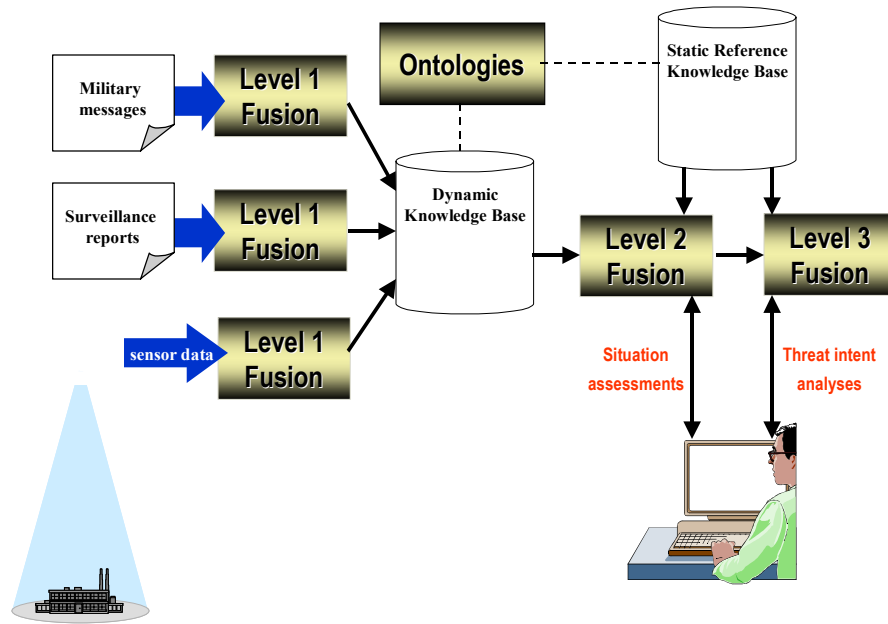 Military
messages
Level 1
Fusion
Ontologies
Static Reference
Knowledge Base
Surveillance
reports
Level 1
Fusion
Dynamic
Knowledge Base
Level 2
Fusion
Level 3
Fusion
sensor data
Level 1
Fusion
Situation
assessments
Threat intent
analyses